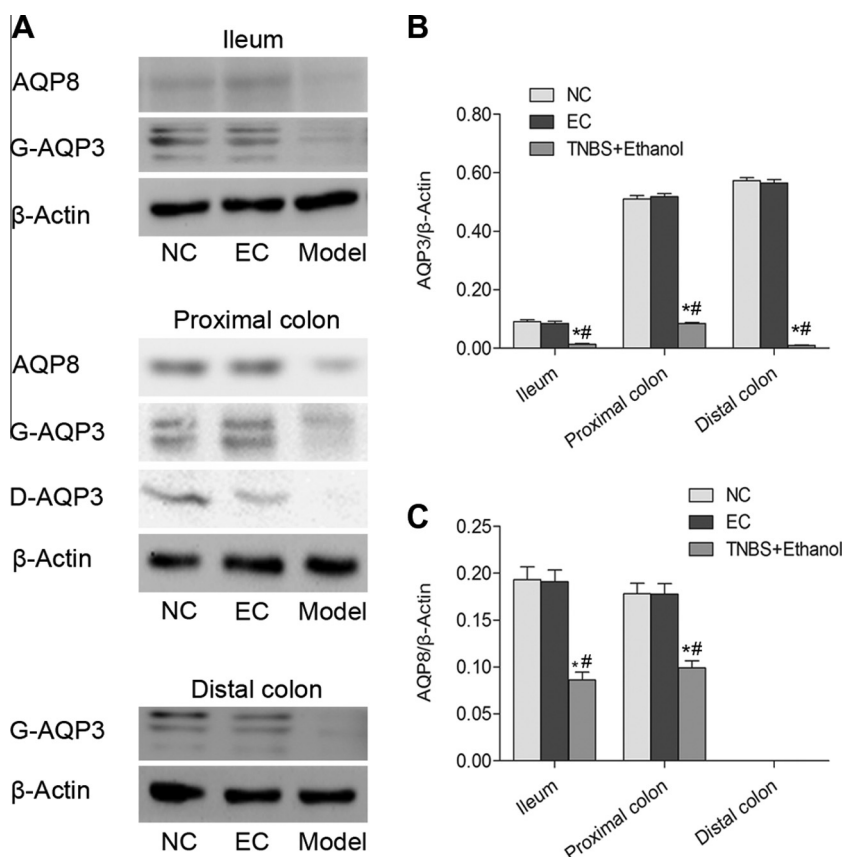 A
Ileum
AQP8
G-AQP3
β-Actin
NC EC Model
Proximal colon
AQP8
G-AQP3
D-AQP3
β-Actin
NC EC Model
Distal colon
G-AQP3
β-Actin
NC EC Model
B
NC
EC
TNBS+Ethanol
AQP3/β-Actin
0.80
0.60
0.40
0.20
0.00
*#
*#
*#
Ileum
Proximal colon
Distal colon
C
NC
EC
TNBS+Ethanol
AQP8/β-Actin
0.25
0.20
0.15
0.10
0.05
0.00
*#
*#
Ileum
Proximal colon
Distal colon